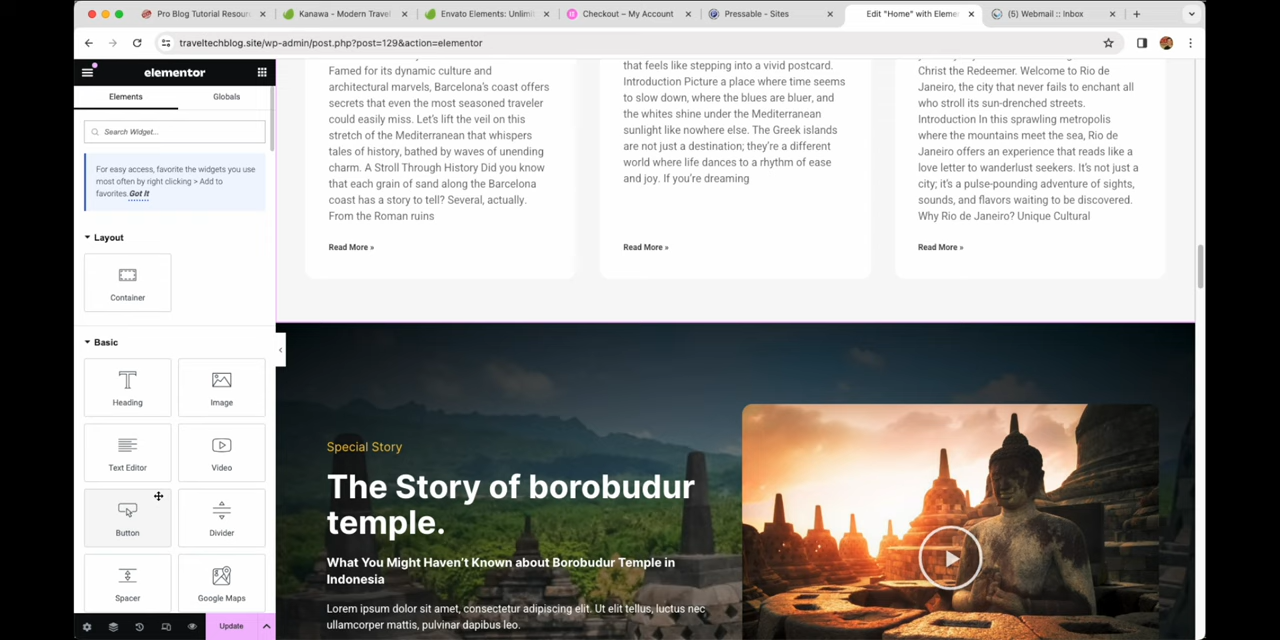 Pro Blog Tutorial Resour
Kanawa - Modern Travel
Envato Elements: Unlimi
Checkout – My Account
Pressable - Sites
Edit "Home" with Elemen
(5) Webmail :: Inbox
traveltechblog.site/wp-admin/post.php?post=129&action=elementor
elementor
Elements
Globals
Search Widget...
For easy access, favorite the widgets you use
most often by right clicking > Add to
favorites. Got It
Layout
Container
Basic
Heading
Image
Text Editor
Video
Button
Divider
Spacer
Google Maps
Update
Famed for its dynamic culture and
architectural marvels, Barcelona's coast offers
secrets that even the most seasoned traveler
could easily miss. Let's lift the veil on this
stretch of the Mediterranean that whispers
tales of history, bathed by waves of unending
charm. A Stroll Through History Did you know
that each grain of sand along the Barcelona
coast has a story to tell? Several, actually.
From the Roman ruins
Read More »
that feels like stepping into a vivid postcard.
Introduction Picture a place where time seems
to slow down, where the blues are bluer, and
the whites shine under the Mediterranean
sunlight like nowhere else. The Greek islands
are not just a destination; they're a different
world where life dances to a rhythm of ease
and joy. If you're dreaming
Read More »
Christ the Redeemer. Welcome to Rio de
Janeiro, the city that never fails to enchant all
who stroll its sun-drenched streets.
Introduction In this sprawling metropolis
where the mountains meet the sea, Rio de
Janeiro offers an experience that reads like a
love letter to wanderlust seekers. It's not just a
city; it's a pulse-pounding adventure of sights,
sounds, and flavors waiting to be discovered.
Why Rio de Janeiro? Unique Cultural
Read More »
Special Story
The Story of borobudur
temple.
What You Might Haven't Known about Borobudur Temple in
Indonesia
Lorem ipsum dolor sit amet, consectetur adipiscing elit. Ut elit tellus, luctus nec
ullamcorper mattis, pulvinar dapibus leo.